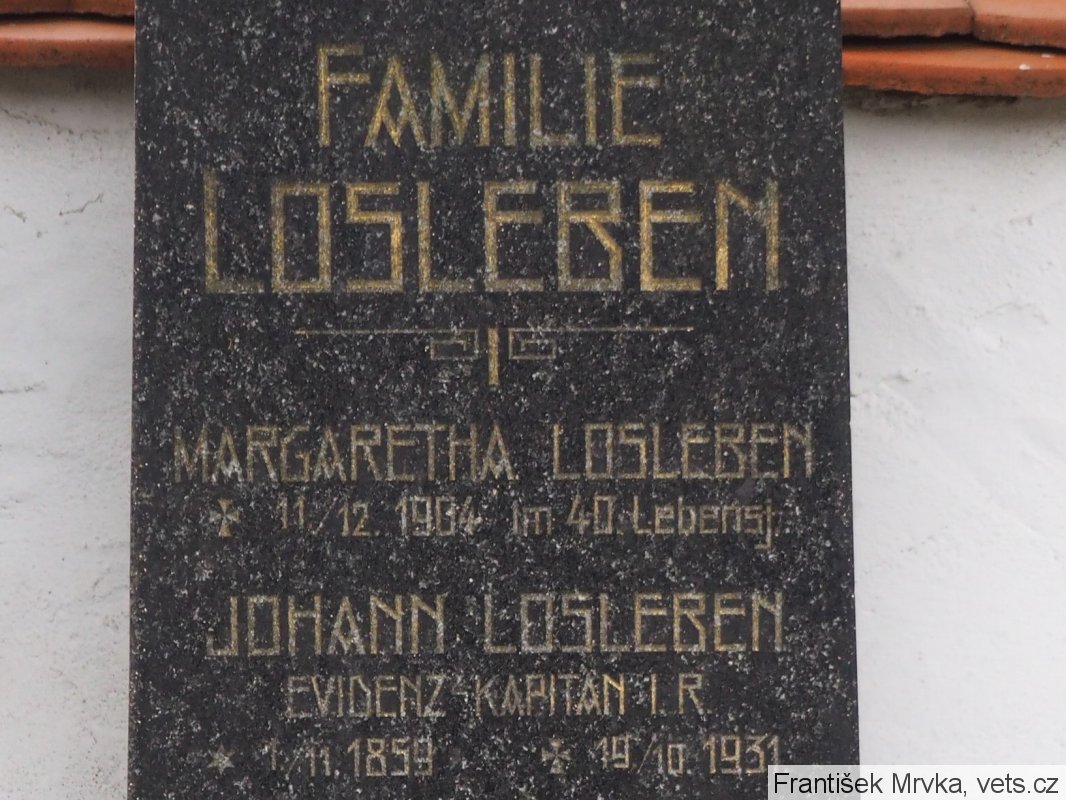 FAMILIE
LOSLEBEN
MARGARETHA LOSLEBEN
✠ 11./12. 1904 im 40. Lebensj.
JOHANN LOSLEBEN
EVIDENZ-KAPITÄN I. R.
* 1./11. 1859 ✠ 19./10. 1931
František Mrvka, vets.cz